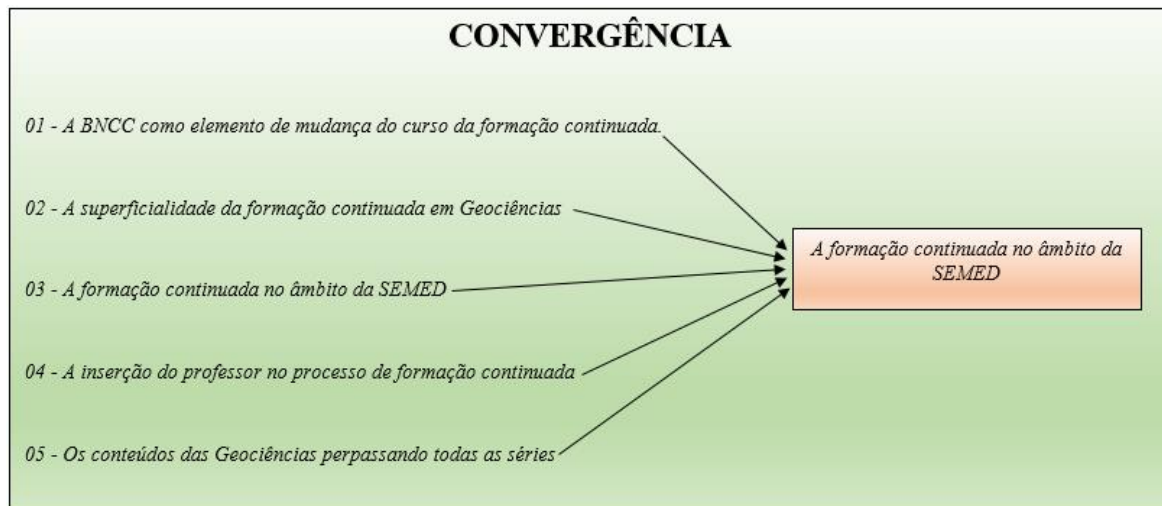 CONVERGÊNCIA
01 - A BNCC como elemento de mudança do curso da formação continuada.
02 - A superficialidade da formação continuada em Geociências
03 - A formação continuada no âmbito da SEMED
04 - A inserção do professor no processo de formação continuada
05 - Os conteúdos das Geociências perpassando todas as séries
A formação continuada no âmbito da
SEMED